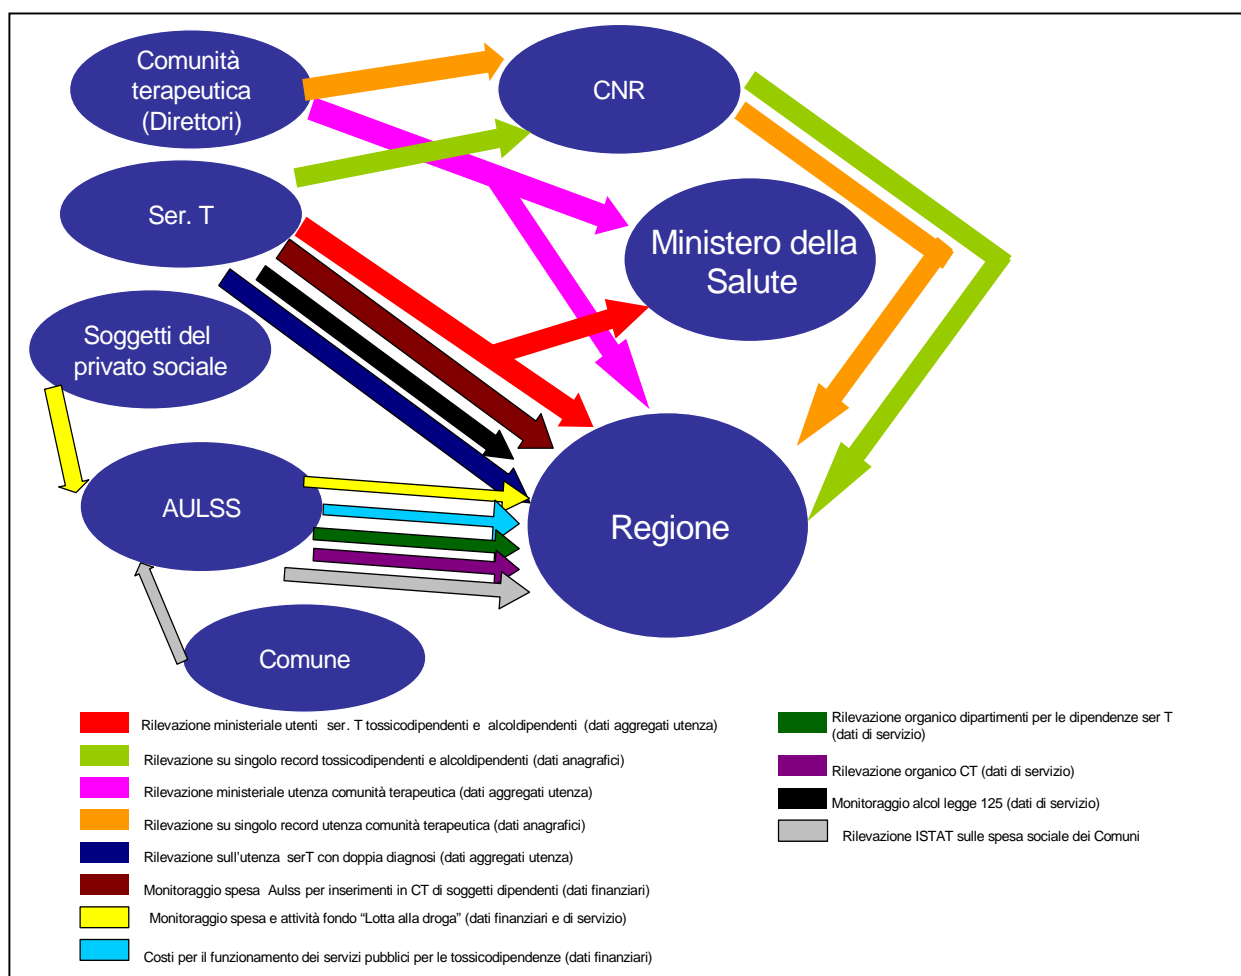 Comunità
terapeutica
(Direttori)
CNR
Ser. T
Ministero della
Salute
Soggetti del
privato sociale
AULSS
Regione
Comune
Rilevazione ministeriale utenti ser. T tossicodipendenti e alcoldipendenti (dati aggregati utenza)
Rilevazione su singolo record tossicodipendenti e alcoldipendenti (dati anagrafici)
Rilevazione ministeriale utenza comunità terapeutica (dati aggregati utenza)
Rilevazione su singolo record utenza comunità terapeutica (dati anagrafici)
Rilevazione sull'utenza serT con doppia diagnosi (dati aggregati utenza)
Monitoraggio spesa Aulss per inserimenti in CT di soggetti dipendenti (dati finanziari)
Monitoraggio spesa e attività fondo “Lotta alla droga” (dati finanziari e di servizio)
Costi per il funzionamento dei servizi pubblici per le tossicodipendenze (dati finanziari)
Rilevazione organico dipartimenti per le dipendenze ser T
(dati di servizio)
Rilevazione organico CT (dati di servizio)
Monitoraggio alcol legge 125 (dati di servizio)
Rilevazione ISTAT sulle spesa sociale dei Comuni